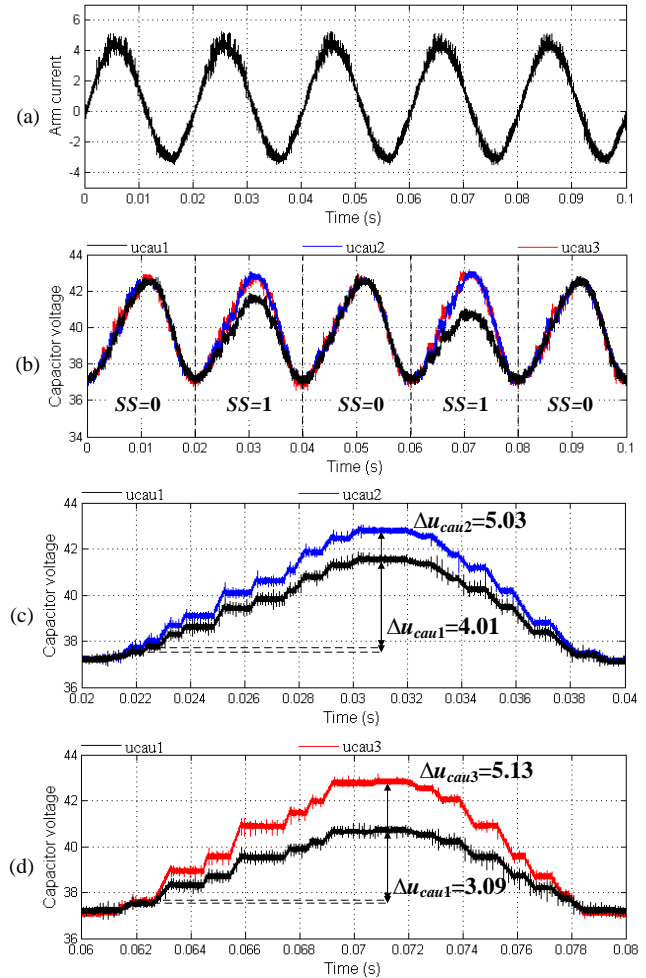 6
4
2
0
-2
-4
Arm current
(a)
0 0.01 0.02 0.03 0.04 0.05 0.06 0.07 0.08 0.09 0.1
Time (s)
ucau1 ucau2 ucau3
44
42
40
38
36
34
Capacitor voltage
(b)
SS=0 SS=1 SS=0 SS=1 SS=0
0 0.01 0.02 0.03 0.04 0.05 0.06 0.07 0.08 0.09 0.1
Time (s)
ucau1 ucau2
44
42
40
38
36
Capacitor voltage
(c)
Δucau2=5.03
Δucau1=4.01
0.02 0.022 0.024 0.026 0.028 0.03 0.032 0.034 0.036 0.038 0.04
Time (s)
ucau1 ucau3
44
42
40
38
36
Capacitor voltage
(d)
Δucau3=5.13
Δucau1=3.09
0.06 0.062 0.064 0.066 0.068 0.07 0.072 0.074 0.076 0.078 0.08
Time (s)